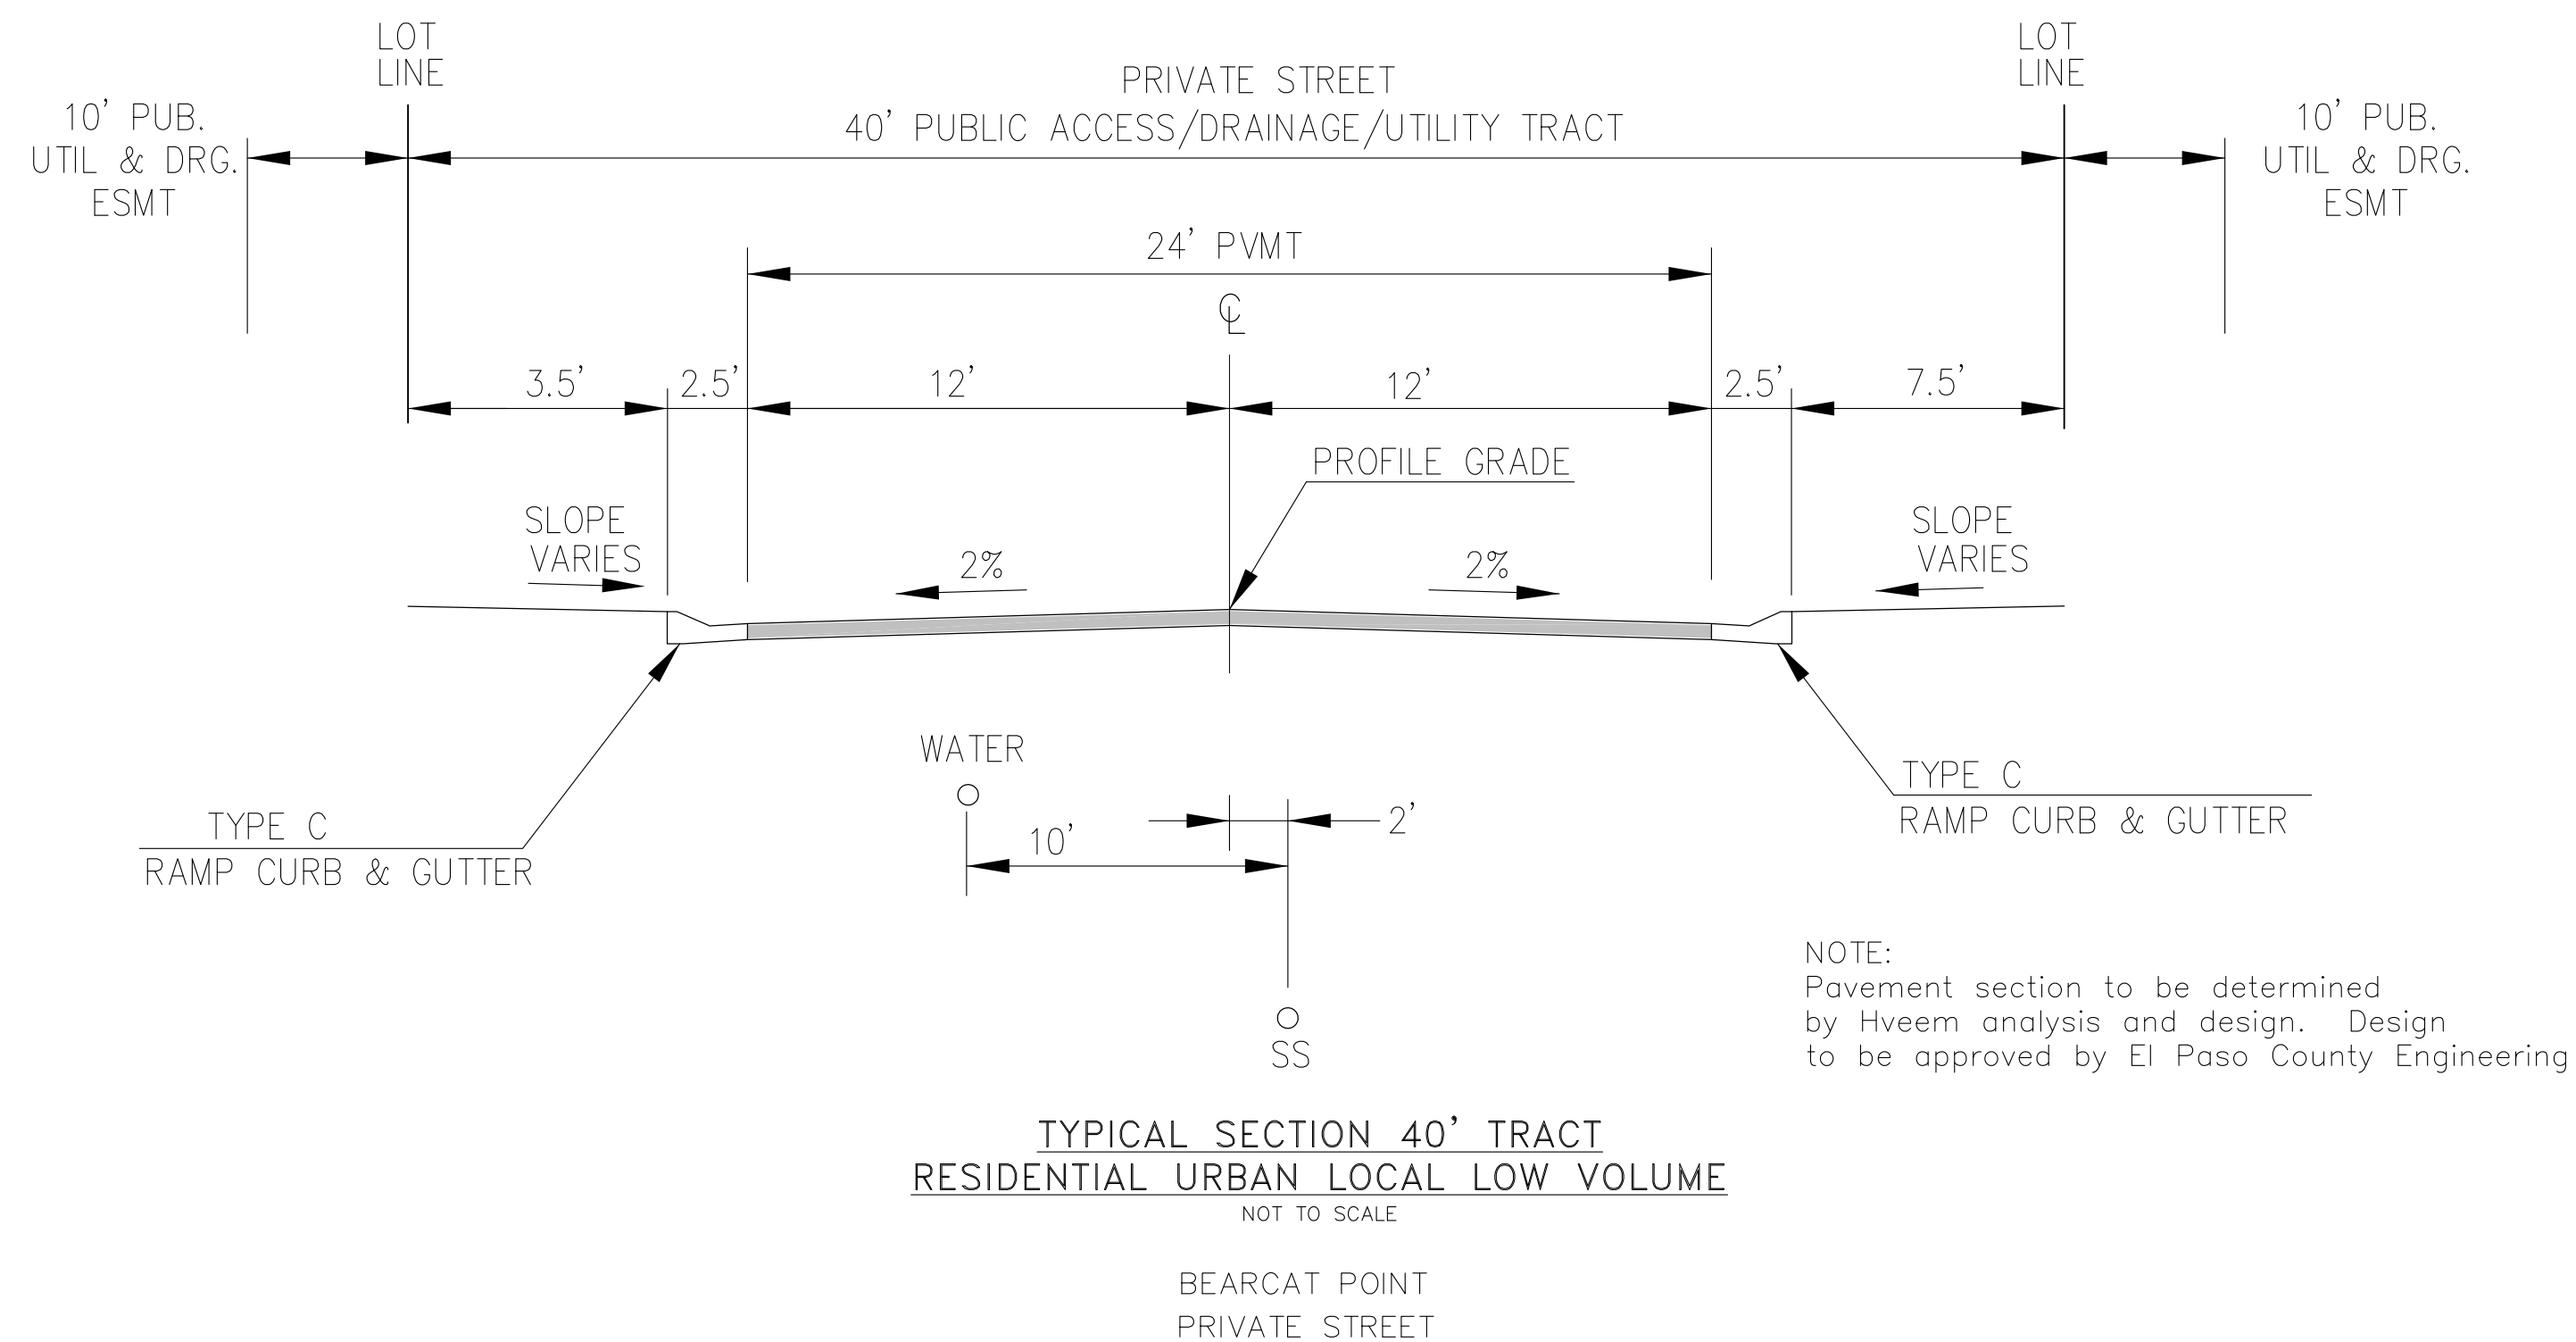 LOT
LINE
LOT
LINE
PRIVATE STREET
40' PUBLIC ACCESS/DRAINAGE/UTILITY TRACT
10' PUB.
UTIL & DRG.
ESMT
10' PUB.
UTIL & DRG.
ESMT
24' PVMT
℄
3.5'
2.5'
12'
12'
2.5'
7.5'
PROFILE GRADE
SLOPE
VARIES
2%
2%
SLOPE
VARIES
WATER
TYPE C
RAMP CURB & GUTTER
10'
2'
TYPE C
RAMP CURB & GUTTER
SS
NOTE:
Pavement section to be determined
by Hveem analysis and design. Design
to be approved by El Paso County Engineering
TYPICAL SECTION 40' TRACT
RESIDENTIAL URBAN LOCAL LOW VOLUME
NOT TO SCALE
BEARCAT POINT
PRIVATE STREET